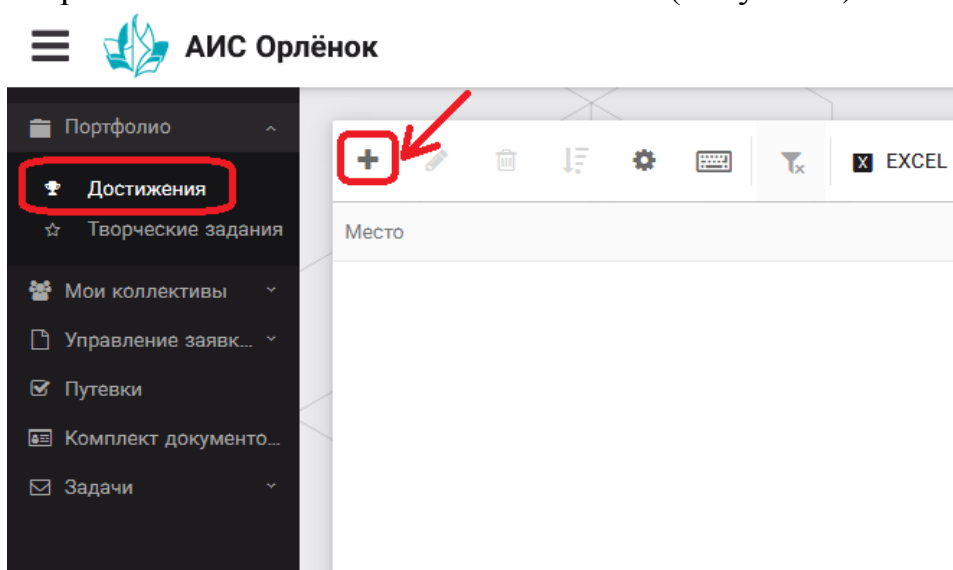 АИС Орлёнок
Портфолио
Достижения
Творческие задания
Мои коллективы
Управление заявк...
Путевки
Комплект документо...
Задачи
X EXCEL
Место